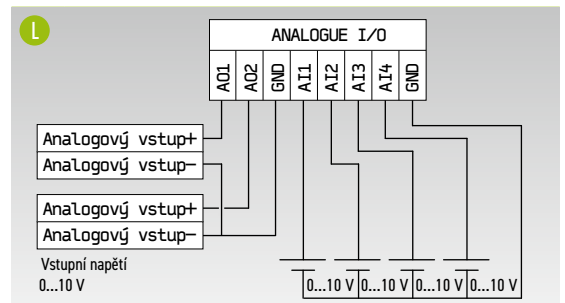 L
ANALOGUE I/O
AO1 AO2 GND AI1 AI2 AI3 AI4 GND
Analogový vstup+
Analogový vstup−
Analogový vstup+
Analogový vstup−
Vstupní napětí
0...10 V
0...10 V 0...10 V 0...10 V 0...10 V